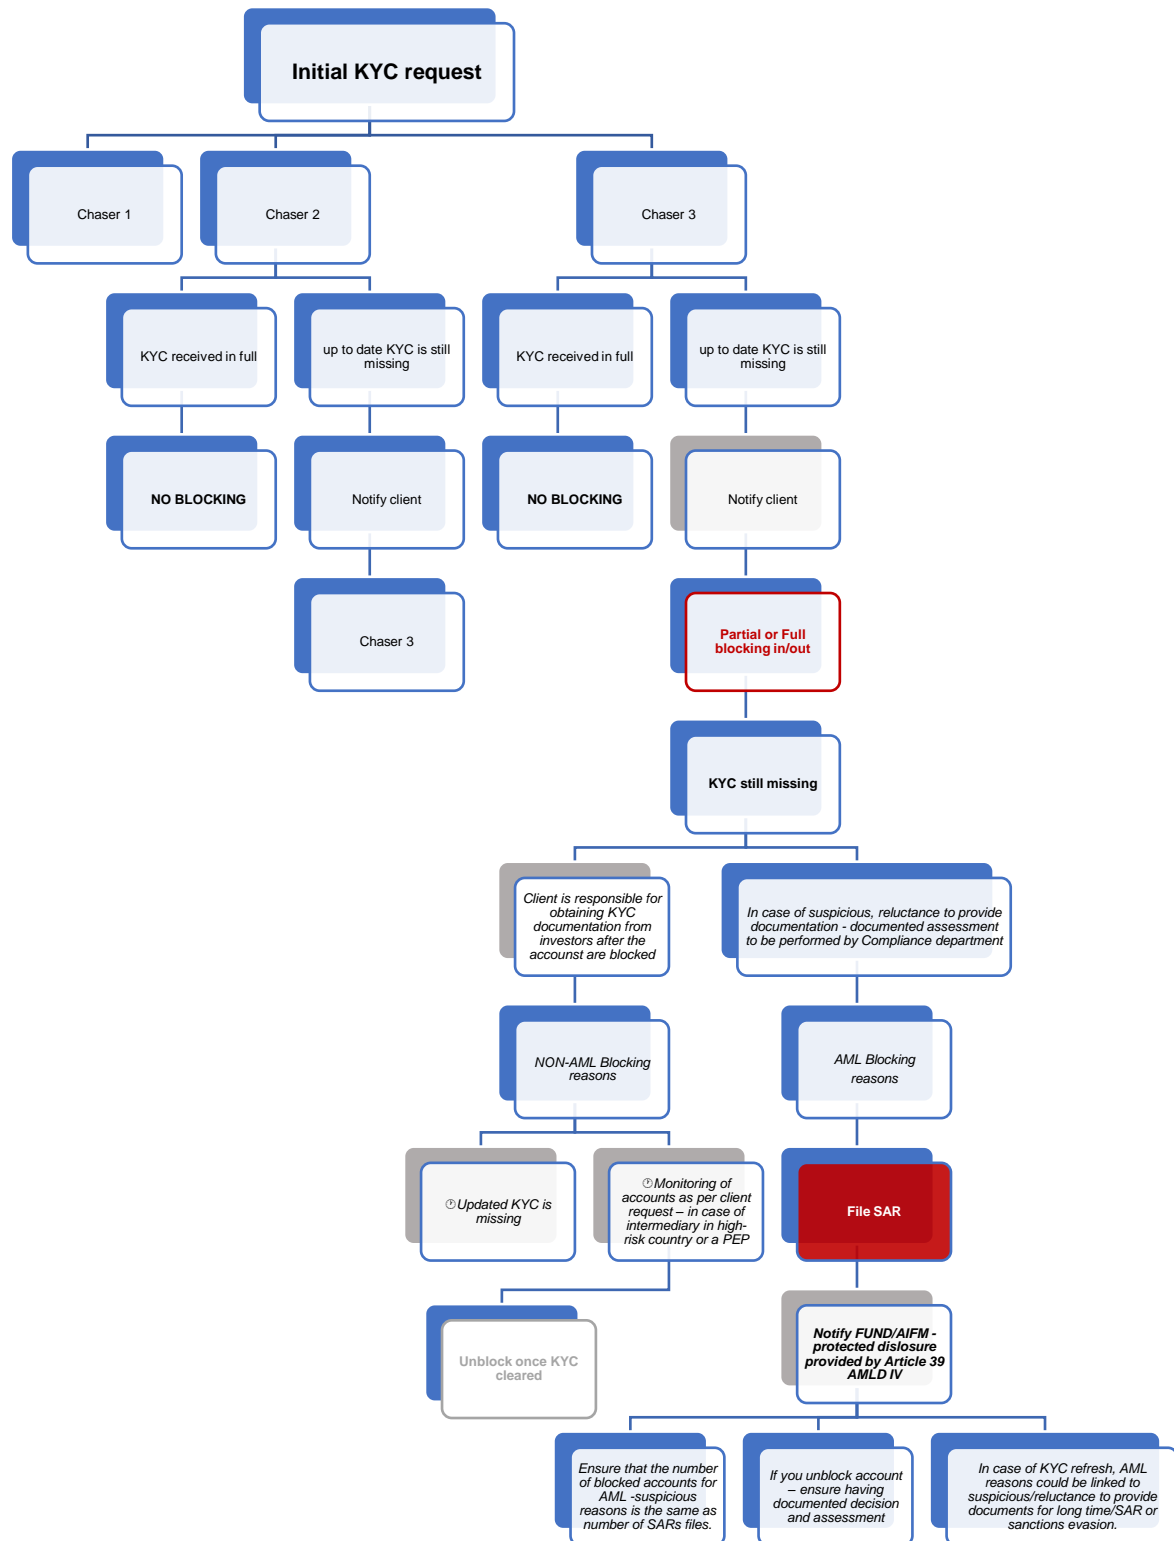 Initial KYC request
Chaser 1
Chaser 2
Chaser 3
KYC received in full
up to date KYC is still
missing
KYC received in full
up to date KYC is still
missing
NO BLOCKING
Notify client
NO BLOCKING
Notify client
Chaser 3
Partial or Full
blocking in/out
KYC still missing
Client is responsible for
obtaining KYC
documentation from
investors after the
accounst are blocked
In case of suspicious, reluctance to provide
documentation - documented assessment
to be performed by Compliance department
NON-AML Blocking
reasons
AML Blocking
reasons
🕐Updated KYC is
missing
🕐Monitoring of
accounts as per client
request – in case of
intermediary in high-
risk country or a PEP
File SAR
Unblock once KYC
cleared
Notify FUND/AIFM -
protected dislosure
provided by Article 39
AMLD IV
Ensure that the number
of blocked accounts for
AML -suspicious
reasons is the same as
number of SARs files.
If you unblock account
– ensure having
documented decision
and assessment
In case of KYC refresh, AML
reasons could be linked to
suspicious/reluctance to provide
documents for long time/SAR or
sanctions evasion.